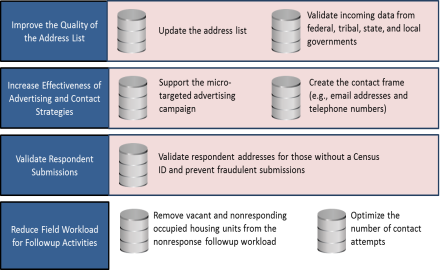 Improve the Quality of
the Address List
Update the address list
Validate incoming data from
federal, tribal, state, and local
governments
Increase Effectiveness of
Advertising and Contact
Strategies
Support the micro-
targeted advertising
campaign
Create the contact frame
(e.g., email addresses and
telephone numbers)
Validate Respondent
Submissions
Validate respondent addresses for those without a Census
ID and prevent fraudulent submissions
Reduce Field Workload
for Followup Activities
Remove vacant and nonresponding
occupied housing units from the
nonresponse followup workload
Optimize the
number of contact
attempts